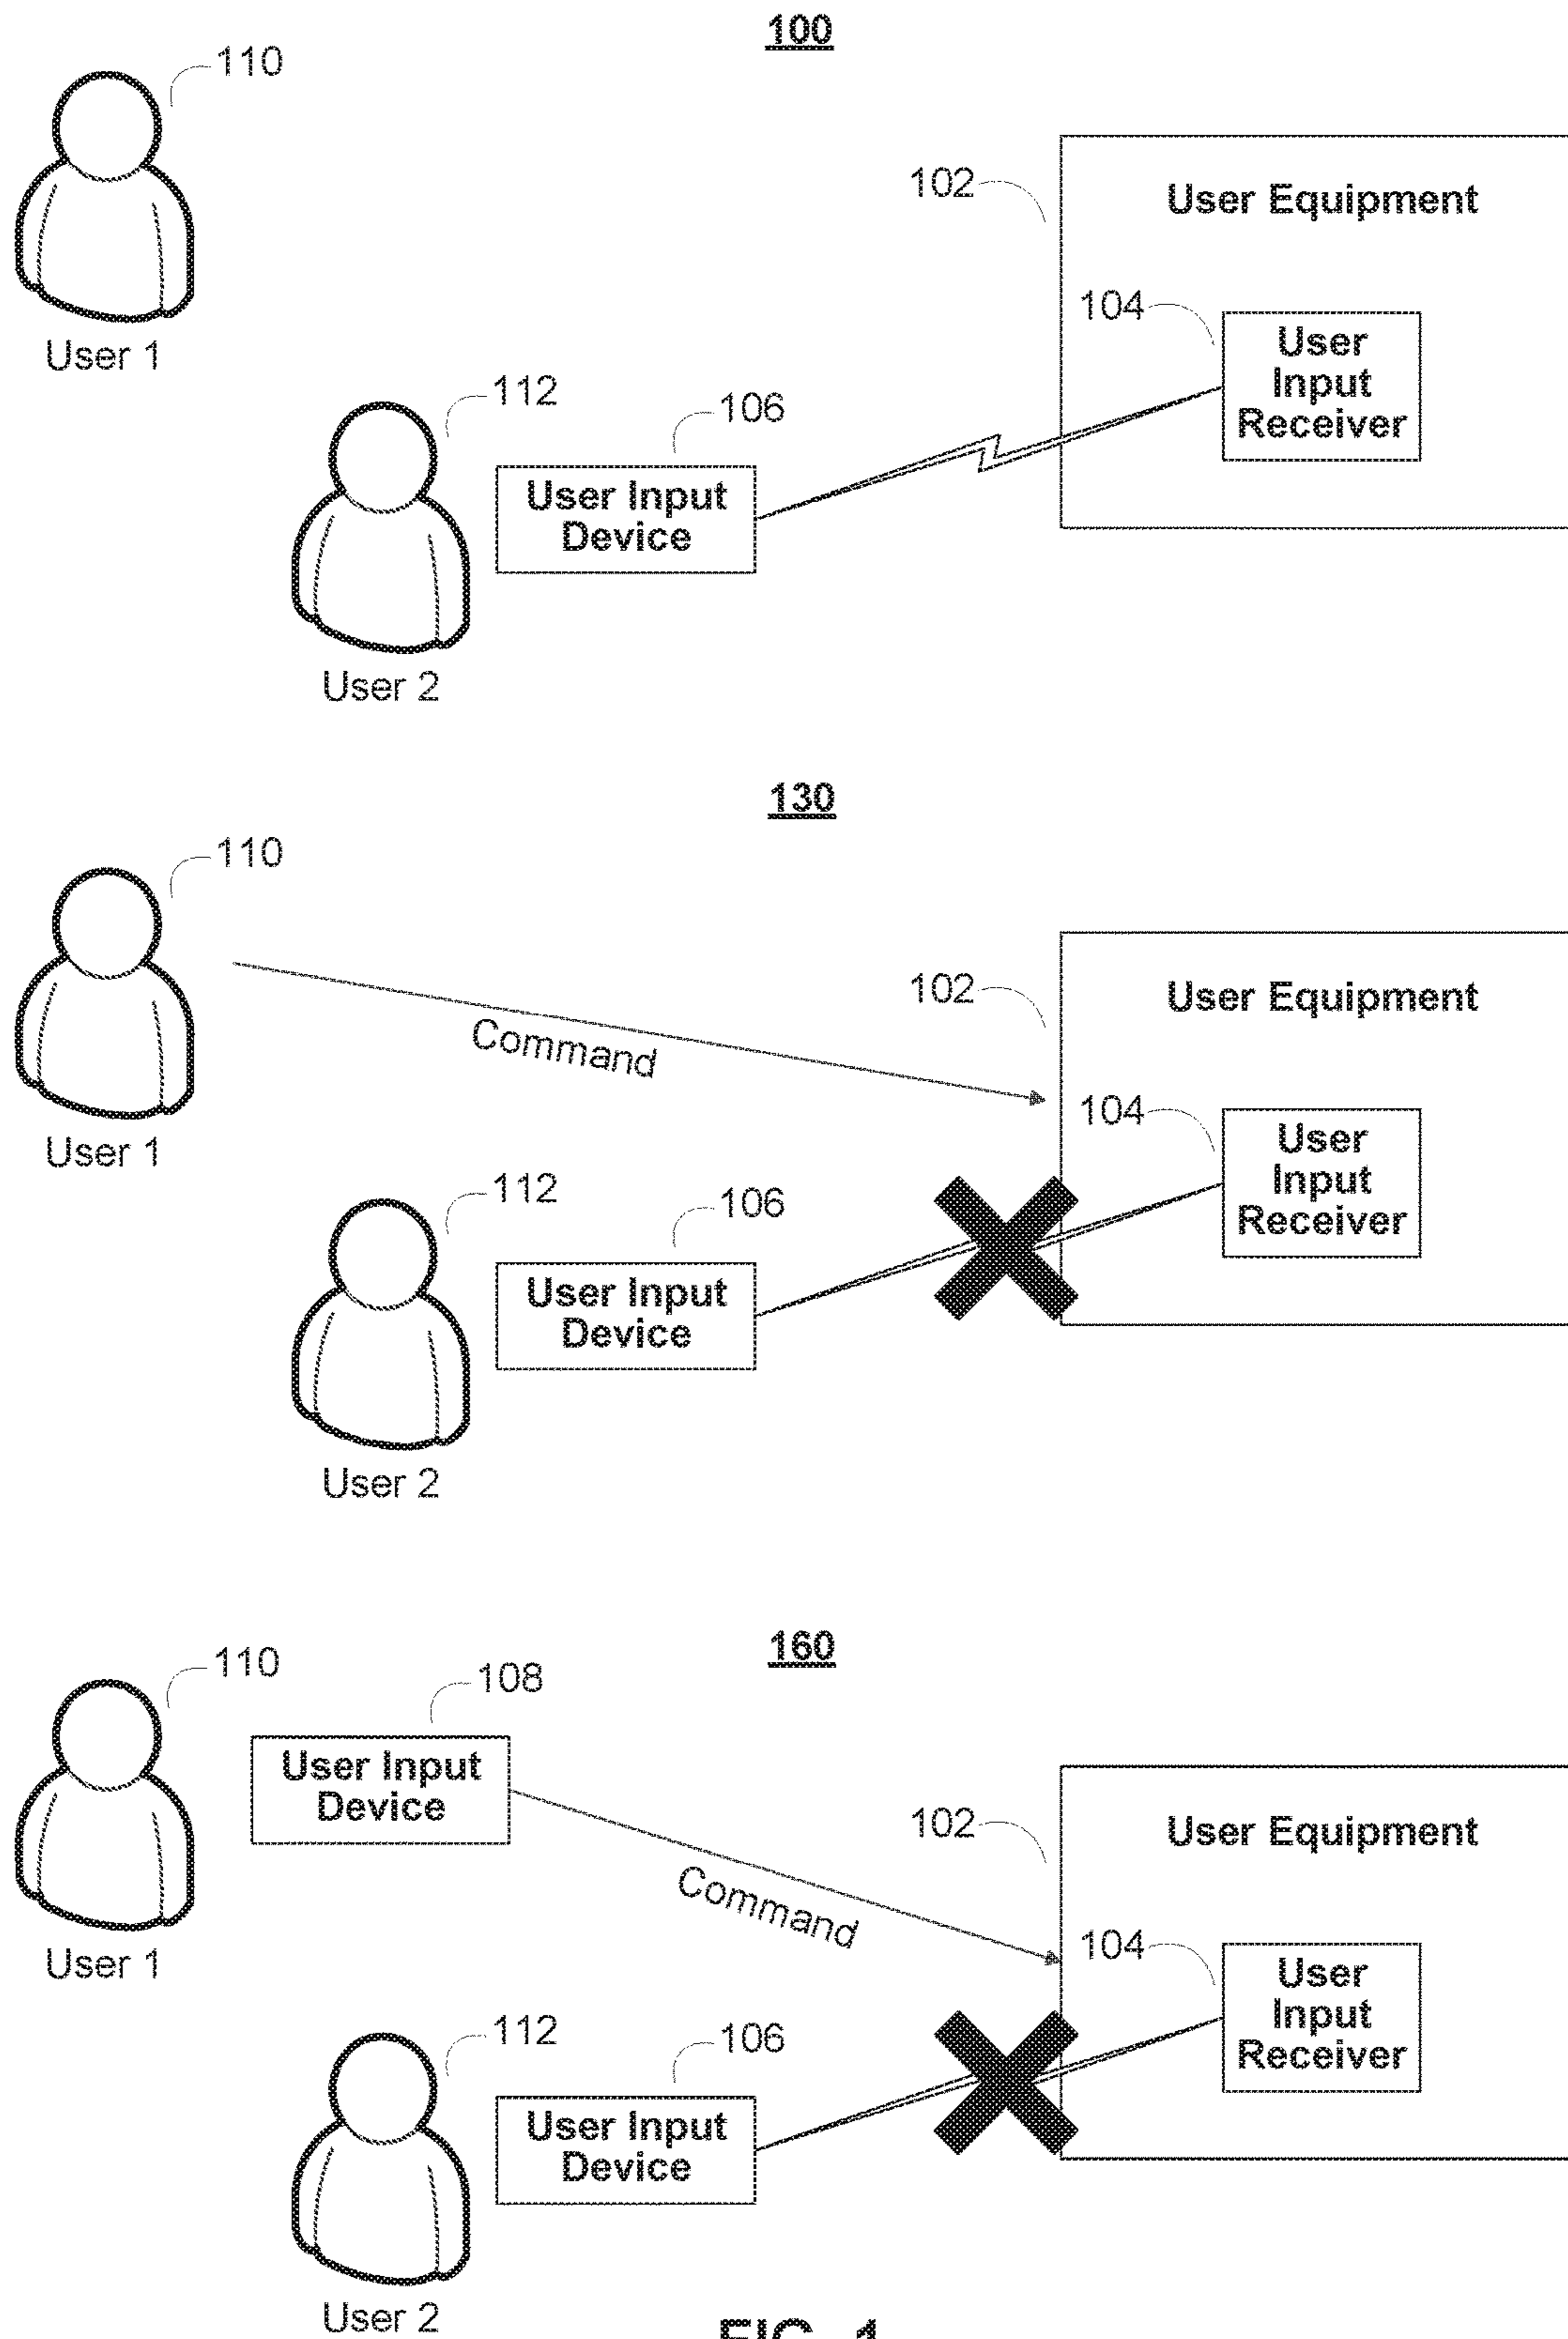 100
110
102
User Equipment
104
User
Input
Receiver
User 1
112
106
User Input
Device
User 2
130
110
102
User Equipment
Command
104
User
Input
Receiver
User 1
112
106
User Input
Device
User 2
160
110
108
User Input
Device
102
User Equipment
Command
104
User
Input
Receiver
User 1
112
106
User Input
Device
User 2
FIG. 1